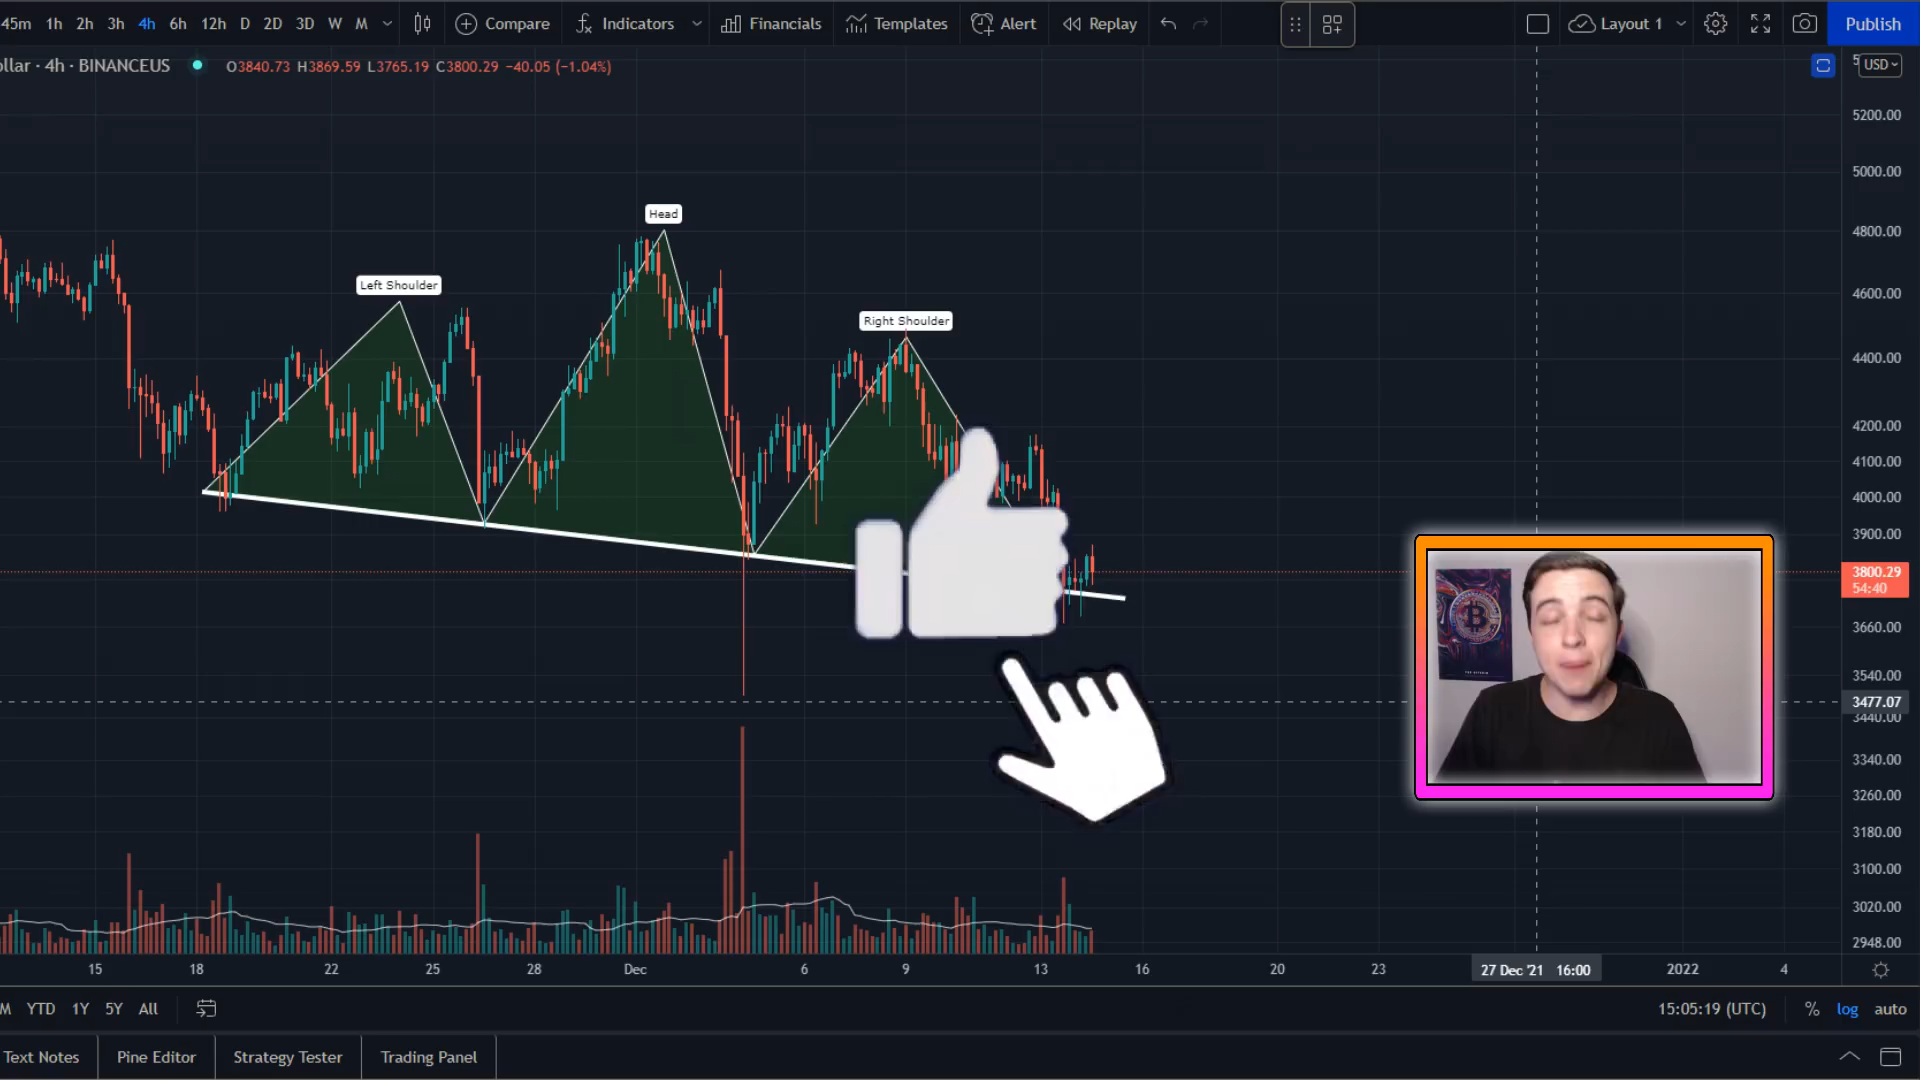 45m 1h 2h 3h 4h 6h 12h D 2D 3D W M Compare Indicators Financials Templates Alert Replay Layout 1 Publish
ollar · 4h · BINANCEUS O3840.73 H3869.59 L3765.19 C3800.29 −40.05 (−1.04%) USD
5200.00
5000.00
Head
4800.00
Left Shoulder
4600.00
Right Shoulder
4400.00
4200.00
4100.00
4000.00
3900.00
3800.29
54:40
3660.00
3540.00
3477.07
3440.00
3340.00
3260.00
3180.00
3100.00
3020.00
2948.00
15 18 22 25 28 Dec 6 9 13 16 20 23 27 Dec '21 16:00 2022 4
M YTD 1Y 5Y All 15:05:19 (UTC) % log auto
Text Notes Pine Editor Strategy Tester Trading Panel